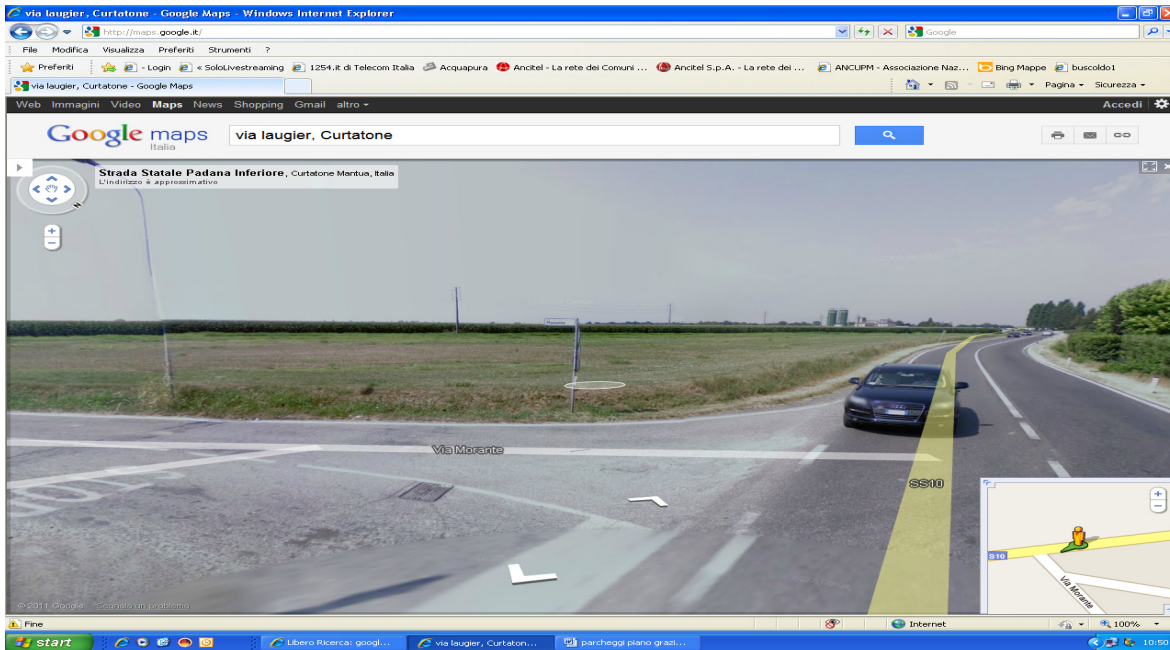 via laugier, Curtatone - Google Maps - Windows Internet Explorer
http://maps.google.it/
Google
File Modifica Visualizza Preferiti Strumenti ?
Preferiti - Login « SoloLivestreaming 1254.it di Telecom Italia Acquapura Ancitel - La rete dei Comuni ... Ancitel S.p.A. - La rete dei ... ANCUPM - Associazione Naz... Bing Mappe buscoldo1
via laugier, Curtatone - Google Maps
Pagina Sicurezza
Web Immagini Video Maps News Shopping Gmail altro
Accedi
Google maps
Italia
via laugier, Curtatone
Strada Statale Padana Inferiore, Curtatone Mantua, Italia
L'indirizzo è approssimativo
N
Via Morante
SS10
S10
Via Morante
© 2011 Google Segnala un problema
Fine
Internet
100%
start
Libero Ricerca: googl...
via laugier, Curtaton...
parcheggi piano grazi...
10:50